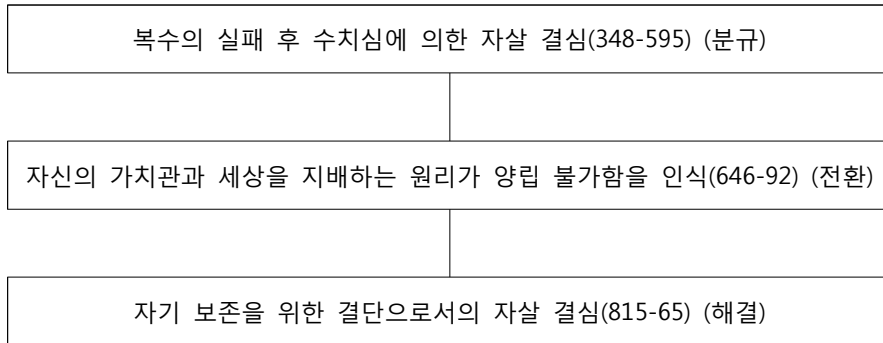 복수의 실패 후 수치심에 의한 자살 결심(348-595) (분규)
자신의 가치관과 세상을 지배하는 원리가 양립 불가함을 인식(646-92) (전환)
자기 보존을 위한 결단으로서의 자살 결심(815-65) (해결)